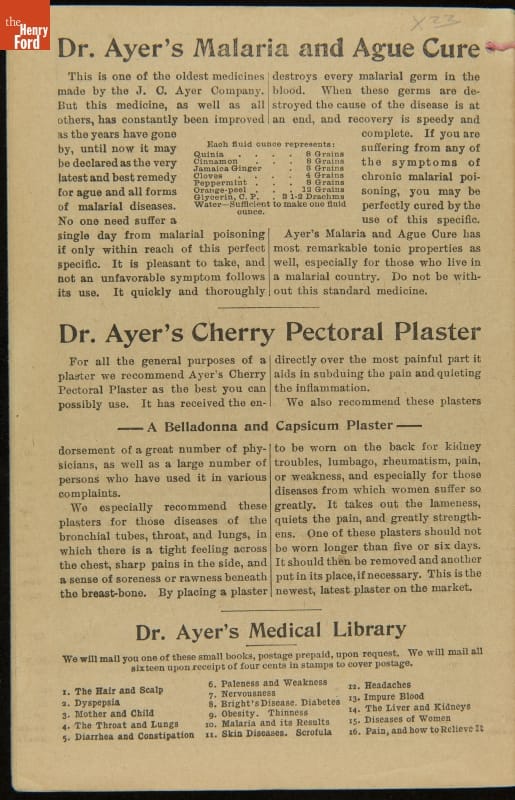 the
Henry
Ford
X23
Dr. Ayer's Malaria and Ague Cure
This is one of the oldest medicines
made by the J. C. Ayer Company.
But this medicine, as well as all
others, has constantly been improved
as the years have gone
by, until now it may
be declared as the very
latest and best remedy
for ague and all forms
of malarial diseases.
No one need suffer a
single day from malarial poisoning
if only within reach of this perfect
specific. It is pleasant to take, and
not an unfavorable symptom follows
its use. It quickly and thoroughly
destroys every malarial germ in the
blood. When these germs are de-
stroyed the cause of the disease is at
an end, and recovery is speedy and
complete. If you are
suffering from any of
the symptoms of
chronic malarial poi-
soning, you may be
perfectly cured by the
use of this specific.
Ayer's Malaria and Ague Cure has
most remarkable tonic properties as
well, especially for those who live in
a malarial country. Do not be with-
out this standard medicine.
Each fluid ounce represents:
Quinia . . . . 8 Grains
Cinnamon . . . 8 Grains
Jamaica Ginger . . 8 Grains
Cloves . . . . 4 Grains
Peppermint . . . 8 Grains
Orange-peel . . . 12 Grains
Glycerin, C. P. . 3 1-2 Drachms
Water—Sufficient to make one fluid
ounce.
Dr. Ayer's Cherry Pectoral Plaster
For all the general purposes of a
plaster we recommend Ayer's Cherry
Pectoral Plaster as the best you can
possibly use. It has received the en-
directly over the most painful part it
aids in subduing the pain and quieting
the inflammation.
We also recommend these plasters
— A Belladonna and Capsicum Plaster —
dorsement of a great number of phy-
sicians, as well as a large number of
persons who have used it in various
complaints.
We especially recommend these
plasters for those diseases of the
bronchial tubes, throat, and lungs, in
which there is a tight feeling across
the chest, sharp pains in the side, and
a sense of soreness or rawness beneath
the breast-bone. By placing a plaster
to be worn on the back for kidney
troubles, lumbago, rheumatism, pain,
or weakness, and especially for those
diseases from which women suffer so
greatly. It takes out the lameness,
quiets the pain, and greatly strength-
ens. One of these plasters should not
be worn longer than five or six days.
It should then be removed and another
put in its place, if necessary. This is the
newest, latest plaster on the market.
Dr. Ayer's Medical Library
We will mail you one of these small books, postage prepaid, upon request. We will mail all
sixteen upon receipt of four cents in stamps to cover postage.
1. The Hair and Scalp
2. Dyspepsia
3. Mother and Child
4. The Throat and Lungs
5. Diarrhea and Constipation
6. Paleness and Weakness
7. Nervousness
8. Bright's Disease. Diabetes
9. Obesity. Thinness
10. Malaria and its Results
11. Skin Diseases. Scrofula
12. Headaches
13. Impure Blood
14. The Liver and Kidneys
15. Diseases of Women
16. Pain, and how to Relieve It